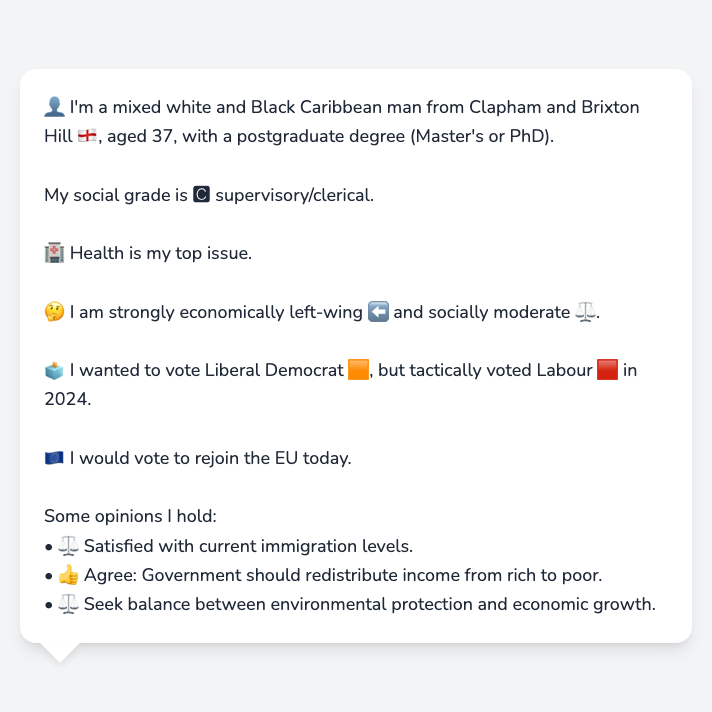 👤 I'm a mixed white and Black Caribbean man from Clapham and Brixton
Hill 🏴󠁧󠁢󠁥󠁮󠁧󠁿, aged 37, with a postgraduate degree (Master's or PhD).
My social grade is 🅲 supervisory/clerical.
🏥 Health is my top issue.
🤔 I am strongly economically left-wing ⬅️ and socially moderate ⚖️.
🗳️ I wanted to vote Liberal Democrat 🟧, but tactically voted Labour 🟥 in
2024.
🇪🇺 I would vote to rejoin the EU today.
Some opinions I hold:
• ⚖️ Satisfied with current immigration levels.
• 👍 Agree: Government should redistribute income from rich to poor.
• ⚖️ Seek balance between environmental protection and economic growth.